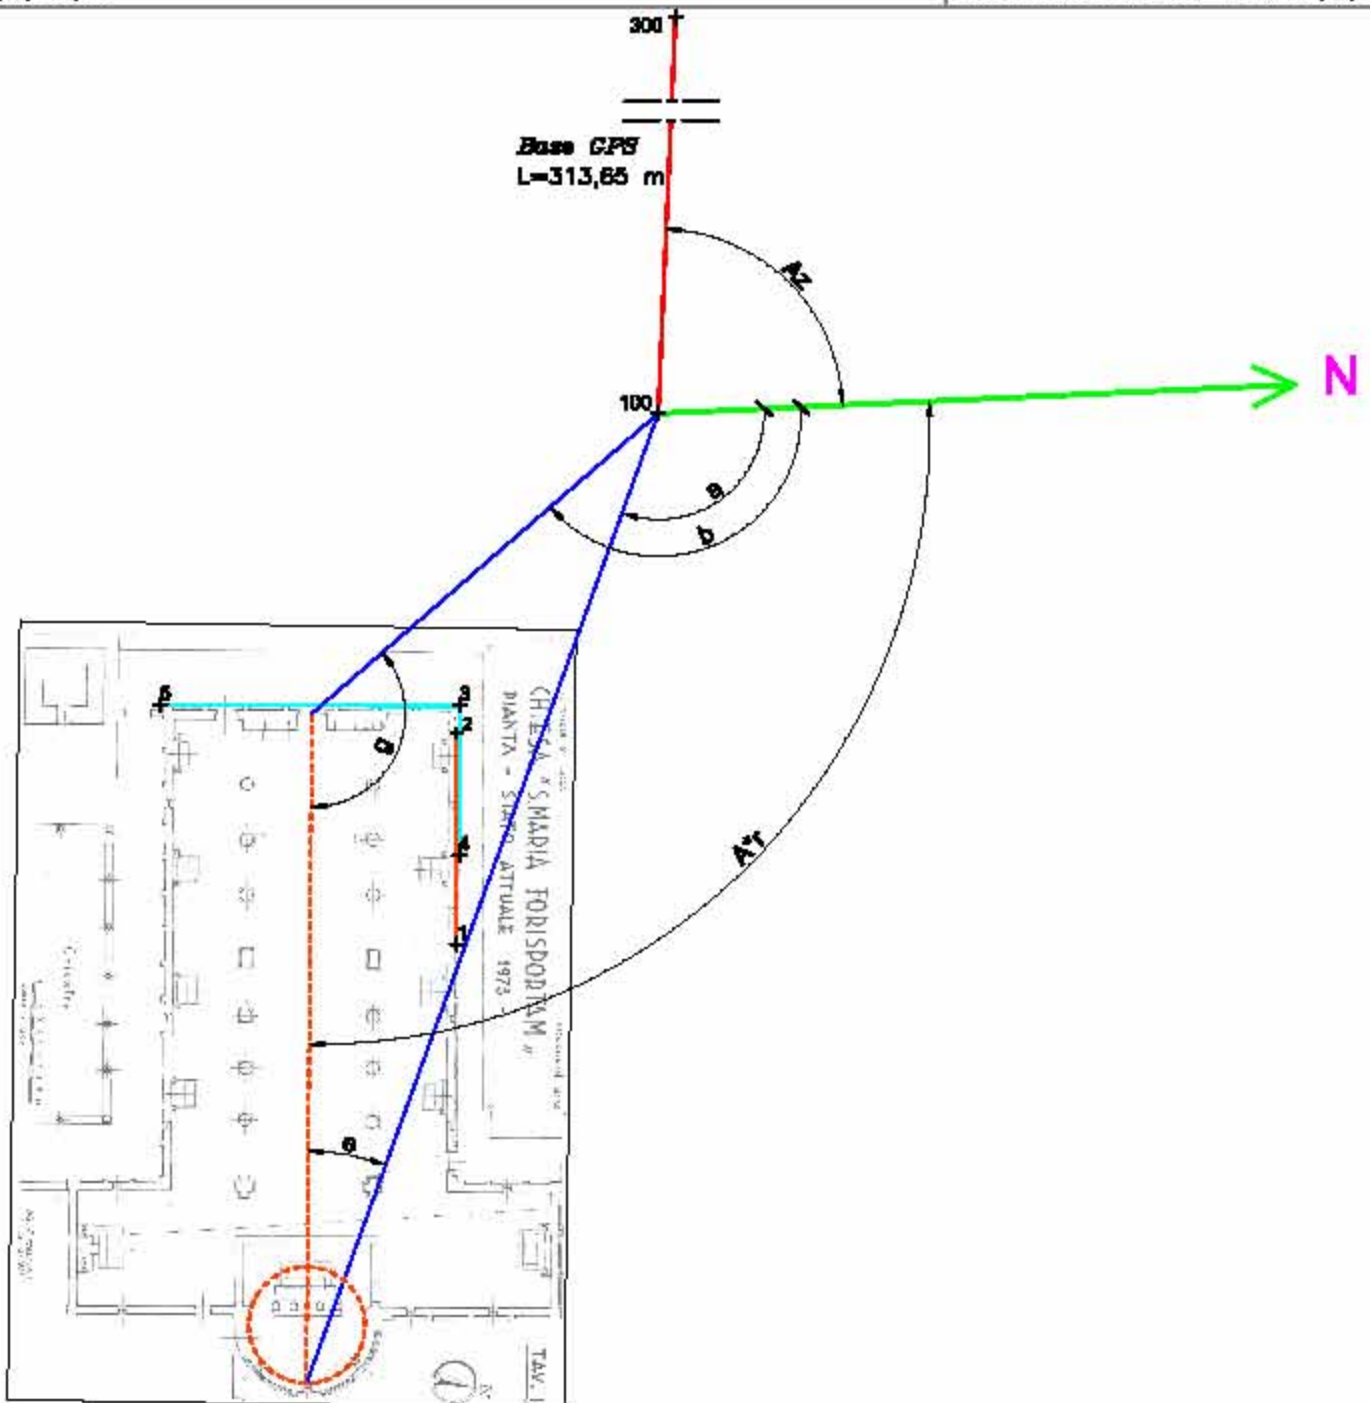 300
Base GPS
L=313,65 m
Az
N
100
a
b
5
3
2
g
CHIESA "S.MARIA FORISPORTAM"
PIANTA - STATO ATTUALE 1973 -
4
A*r
1
e
TAV. I
N